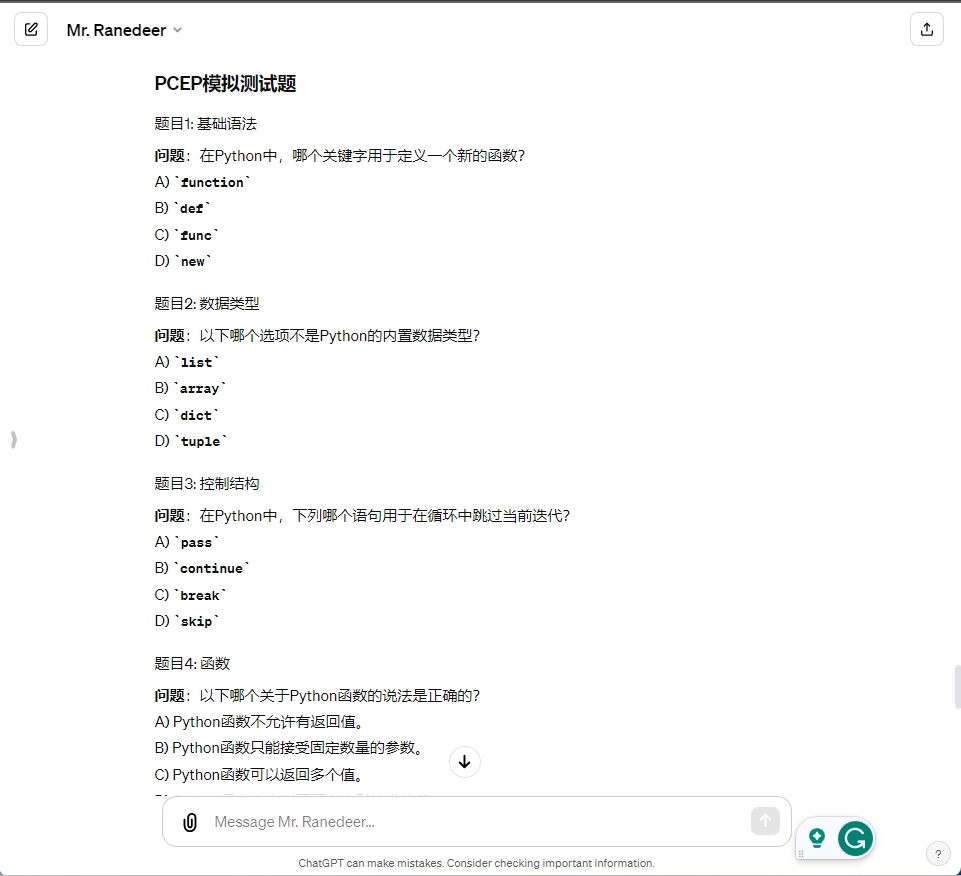 Mr. Ranedeer
PCEP模拟测试题
题目1: 基础语法
问题：在Python中，哪个关键字用于定义一个新的函数？
A) `function`
B) `def`
C) `func`
D) `new`
题目2: 数据类型
问题：以下哪个选项不是Python的内置数据类型？
A) `list`
B) `array`
C) `dict`
D) `tuple`
题目3: 控制结构
问题：在Python中，下列哪个语句用于在循环中跳过当前迭代？
A) `pass`
B) `continue`
C) `break`
D) `skip`
题目4: 函数
问题：以下哪个关于Python函数的说法是正确的？
A) Python函数不允许有返回值。
B) Python函数只能接受固定数量的参数。
C) Python函数可以返回多个值。
Message Mr. Ranedeer...
ChatGPT can make mistakes. Consider checking important information.
?